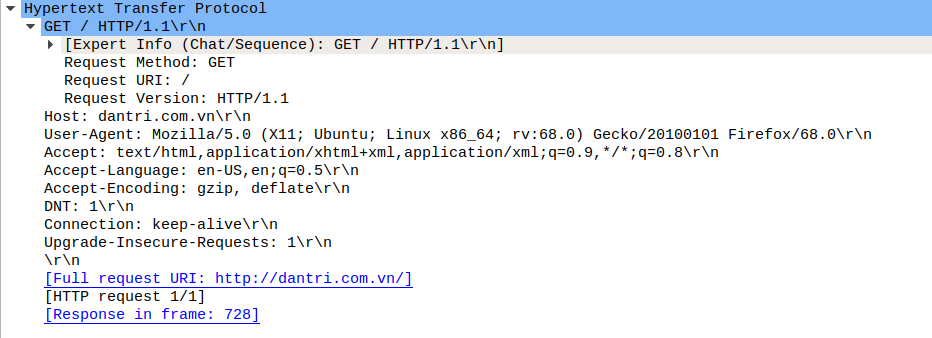 Hypertext Transfer Protocol
GET / HTTP/1.1\r\n
[Expert Info (Chat/Sequence): GET / HTTP/1.1\r\n]
Request Method: GET
Request URI: /
Request Version: HTTP/1.1
Host: dantri.com.vn\r\n
User-Agent: Mozilla/5.0 (X11; Ubuntu; Linux x86_64; rv:68.0) Gecko/20100101 Firefox/68.0\r\n
Accept: text/html,application/xhtml+xml,application/xml;q=0.9,*/*;q=0.8\r\n
Accept-Language: en-US,en;q=0.5\r\n
Accept-Encoding: gzip, deflate\r\n
DNT: 1\r\n
Connection: keep-alive\r\n
Upgrade-Insecure-Requests: 1\r\n
\r\n
[Full request URI: http://dantri.com.vn/]
[HTTP request 1/1]
[Response in frame: 728]